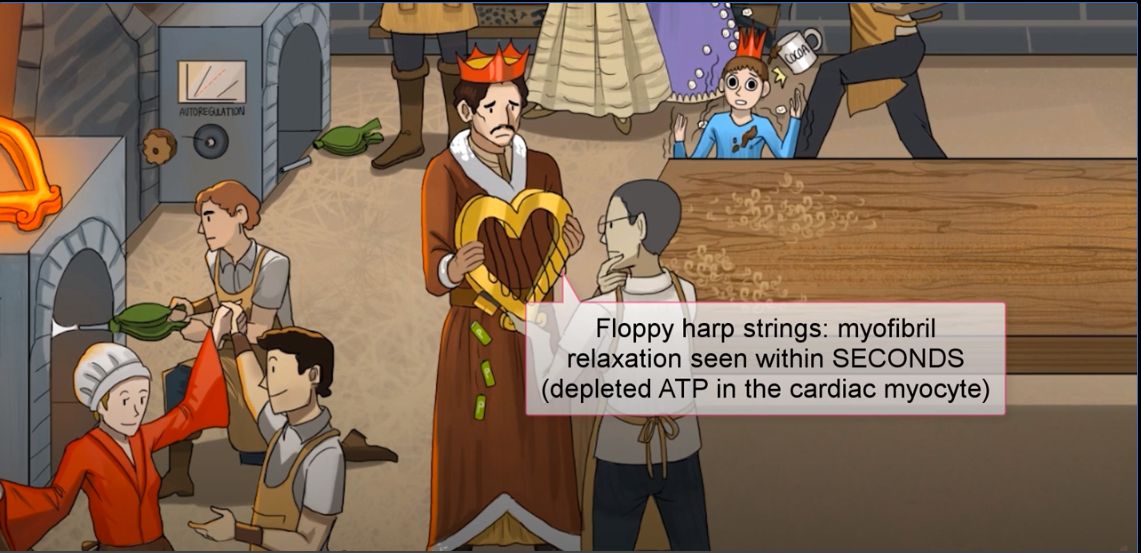 AUTOREGULATION
COCOA
Floppy harp strings: myofibril
relaxation seen within SECONDS
(depleted ATP in the cardiac myocyte)